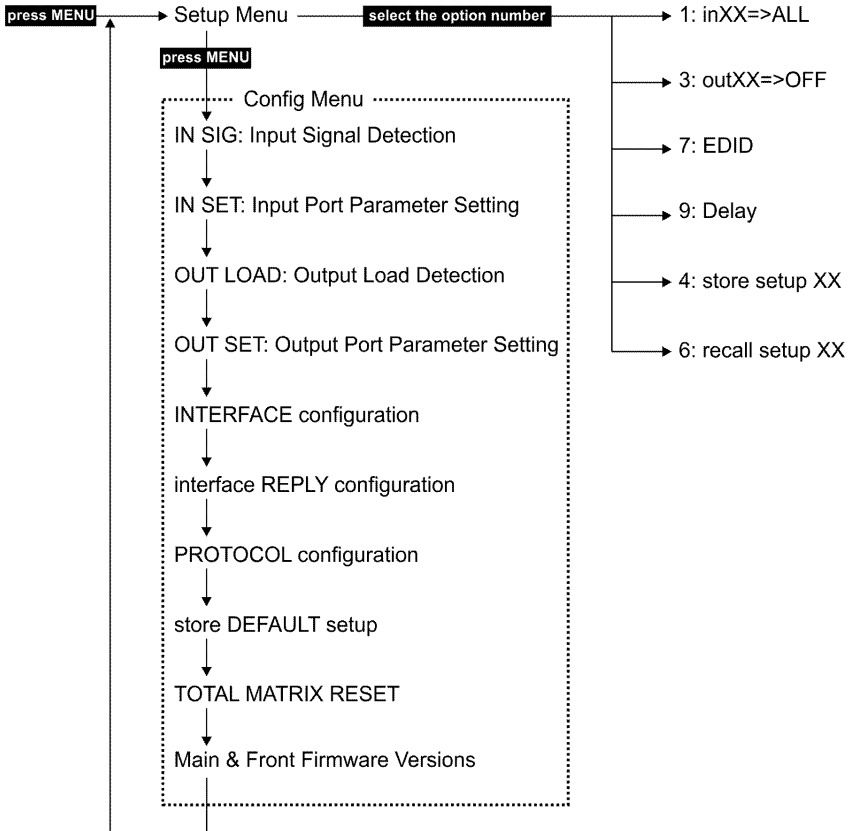 press MENU
Setup Menu
select the option number
press MENU
Config Menu
IN SIG: Input Signal Detection
IN SET: Input Port Parameter Setting
OUT LOAD: Output Load Detection
OUT SET: Output Port Parameter Setting
INTERFACE configuration
interface REPLY configuration
PROTOCOL configuration
store DEFAULT setup
TOTAL MATRIX RESET
Main & Front Firmware Versions
1: inXX=>ALL
3: outXX=>OFF
7: EDID
9: Delay
4: store setup XX
6: recall setup XX